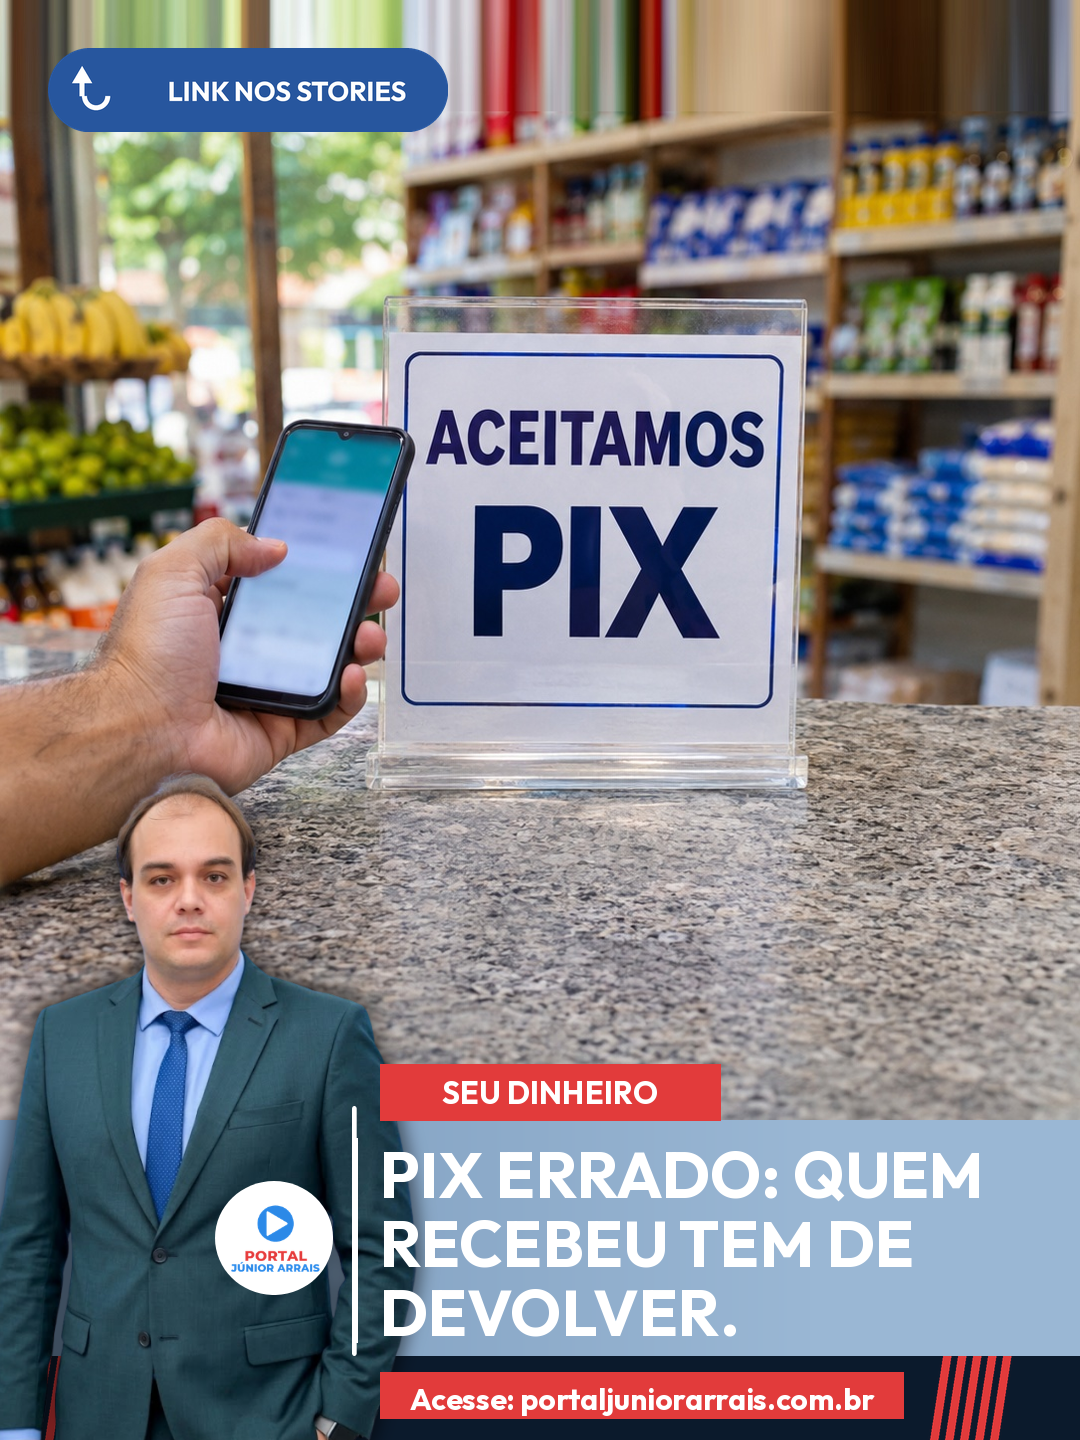 LINK NOS STORIES
ACEITAMOS
PIX
SEU DINHEIRO
PIX ERRADO: QUEM
RECEBEU TEM DE
DEVOLVER.
PORTAL
JÚNIOR ARRAIS
Acesse: portaljuniorarrais.com.br